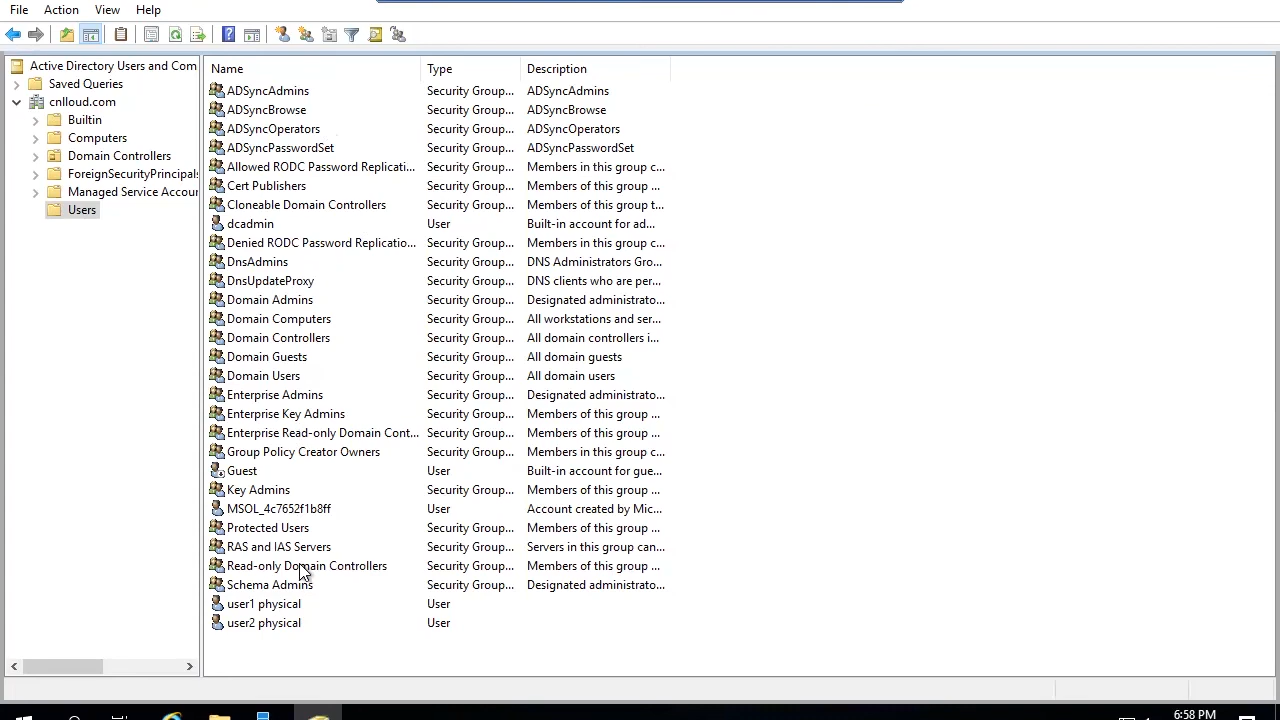 File Action View Help
Active Directory Users and Com
Saved Queries
cnlloud.com
Builtin
Computers
Domain Controllers
ForeignSecurityPrincipals
Managed Service Accour
Users
Name Type Description
ADSyncAdmins Security Group... ADSyncAdmins
ADSyncBrowse Security Group... ADSyncBrowse
ADSyncOperators Security Group... ADSyncOperators
ADSyncPasswordSet Security Group... ADSyncPasswordSet
Allowed RODC Password Replicati... Security Group... Members in this group c...
Cert Publishers Security Group... Members of this group ...
Cloneable Domain Controllers Security Group... Members of this group t...
dcadmin User Built-in account for ad...
Denied RODC Password Replicatio... Security Group... Members in this group c...
DnsAdmins Security Group... DNS Administrators Gro...
DnsUpdateProxy Security Group... DNS clients who are per...
Domain Admins Security Group... Designated administrato...
Domain Computers Security Group... All workstations and ser...
Domain Controllers Security Group... All domain controllers i...
Domain Guests Security Group... All domain guests
Domain Users Security Group... All domain users
Enterprise Admins Security Group... Designated administrato...
Enterprise Key Admins Security Group... Members of this group ...
Enterprise Read-only Domain Cont... Security Group... Members of this group ...
Group Policy Creator Owners Security Group... Members in this group c...
Guest User Built-in account for gue...
Key Admins Security Group... Members of this group ...
MSOL_4c7652f1b8ff User Account created by Mic...
Protected Users Security Group... Members of this group ...
RAS and IAS Servers Security Group... Servers in this group can...
Read-only Domain Controllers Security Group... Members of this group ...
Schema Admins Security Group... Designated administrato...
user1 physical User
user2 physical User
6:58 PM